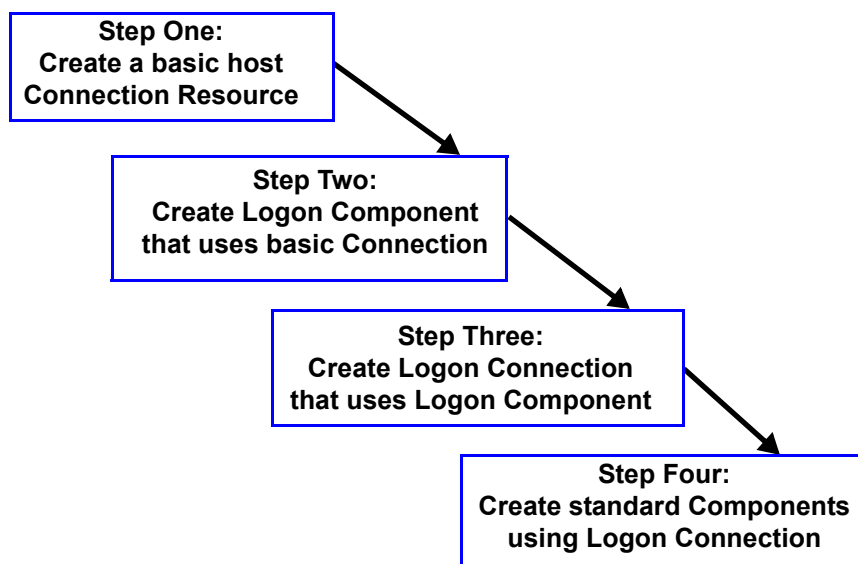 Step One:
Create a basic host
Connection Resource
Step Two:
Create Logon Component
that uses basic Connection
Step Three:
Create Logon Connection
that uses Logon Component
Step Four:
Create standard Components
using Logon Connection